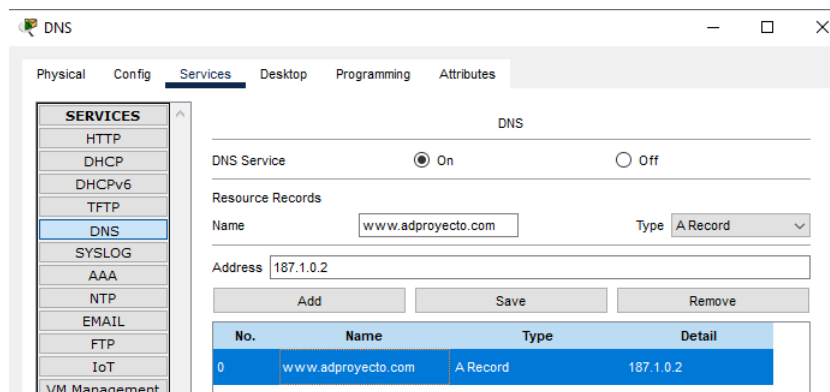 DNS
Physical Config Services Desktop Programming Attributes
SERVICES
HTTP
DHCP
DHCPv6
TFTP
DNS
SYSLOG
AAA
NTP
EMAIL
FTP
IoT
VM Management
DNS
DNS Service On Off
Resource Records
Name www.adproyecto.com Type A Record
Address 187.1.0.2
Add Save Remove
No. Name Type Detail
0 www.adproyecto.com A Record 187.1.0.2